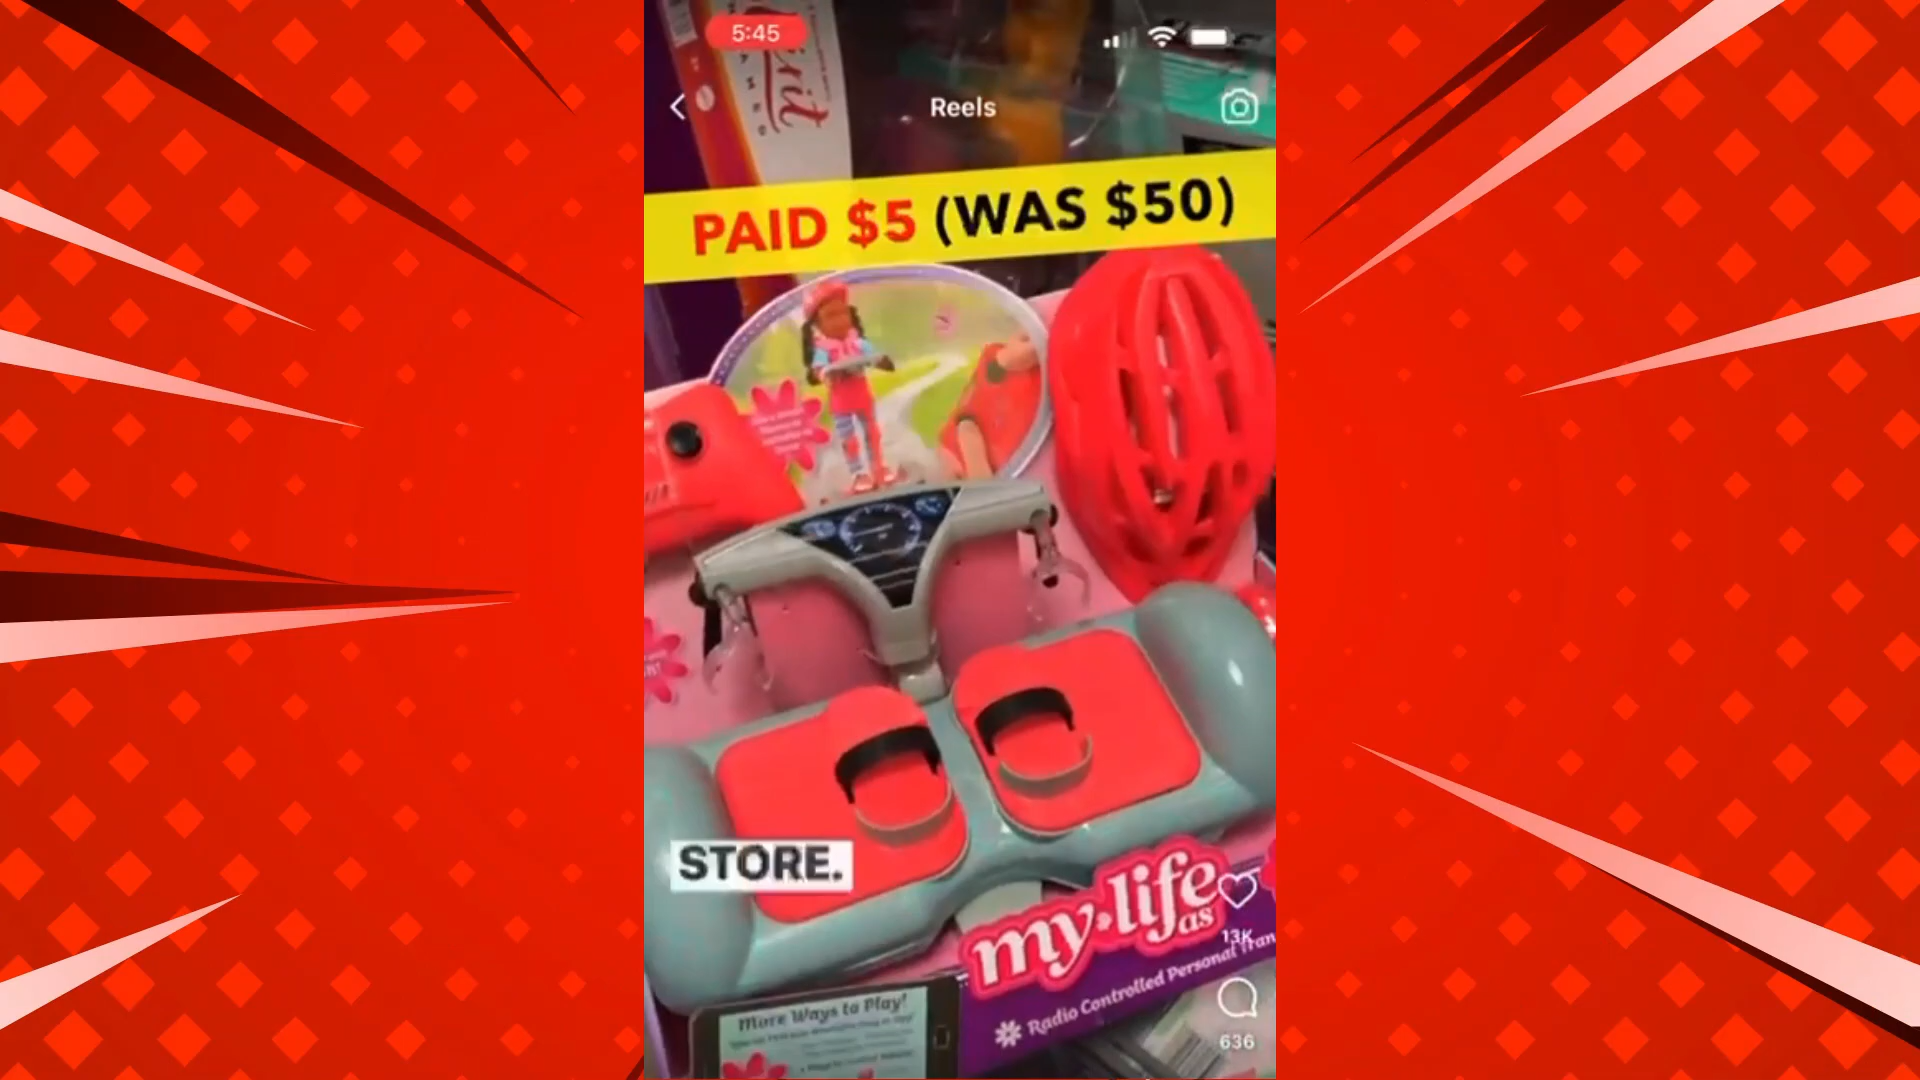 5:45
Reels
PAID $5 (WAS $50)
STORE.
my life
as
13K
Radio Controlled Personal Tran
More Ways to Play!
636